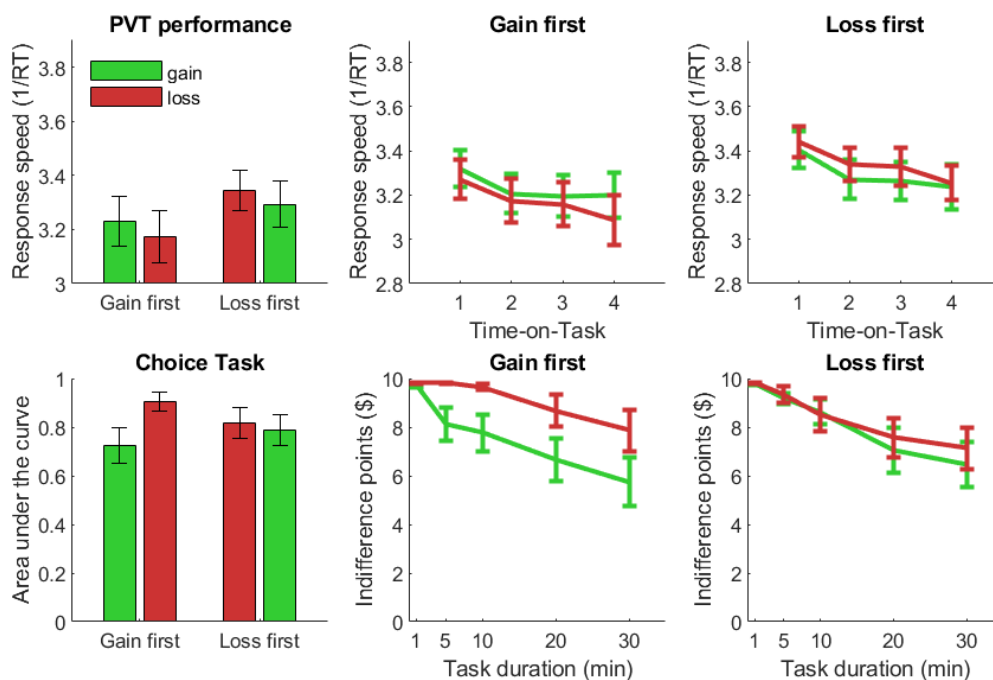 PVT performance
Response speed (1/RT)
3.8
3.6
3.4
3.2
3
gain
loss
Gain first
Loss first
Gain first
Response speed (1/RT)
3.8
3.6
3.4
3.2
3
2.8
1
2
3
4
Time-on-Task
Loss first
Response speed (1/RT)
3.8
3.6
3.4
3.2
3
2.8
1
2
3
4
Time-on-Task
Choice Task
Area under the curve
1
0.8
0.6
0.4
0.2
0
Gain first
Loss first
Gain first
Indifference points ($)
10
8
6
4
2
0
1
5
10
20
30
Task duration (min)
Loss first
Indifference points ($)
10
8
6
4
2
0
1
5
10
20
30
Task duration (min)